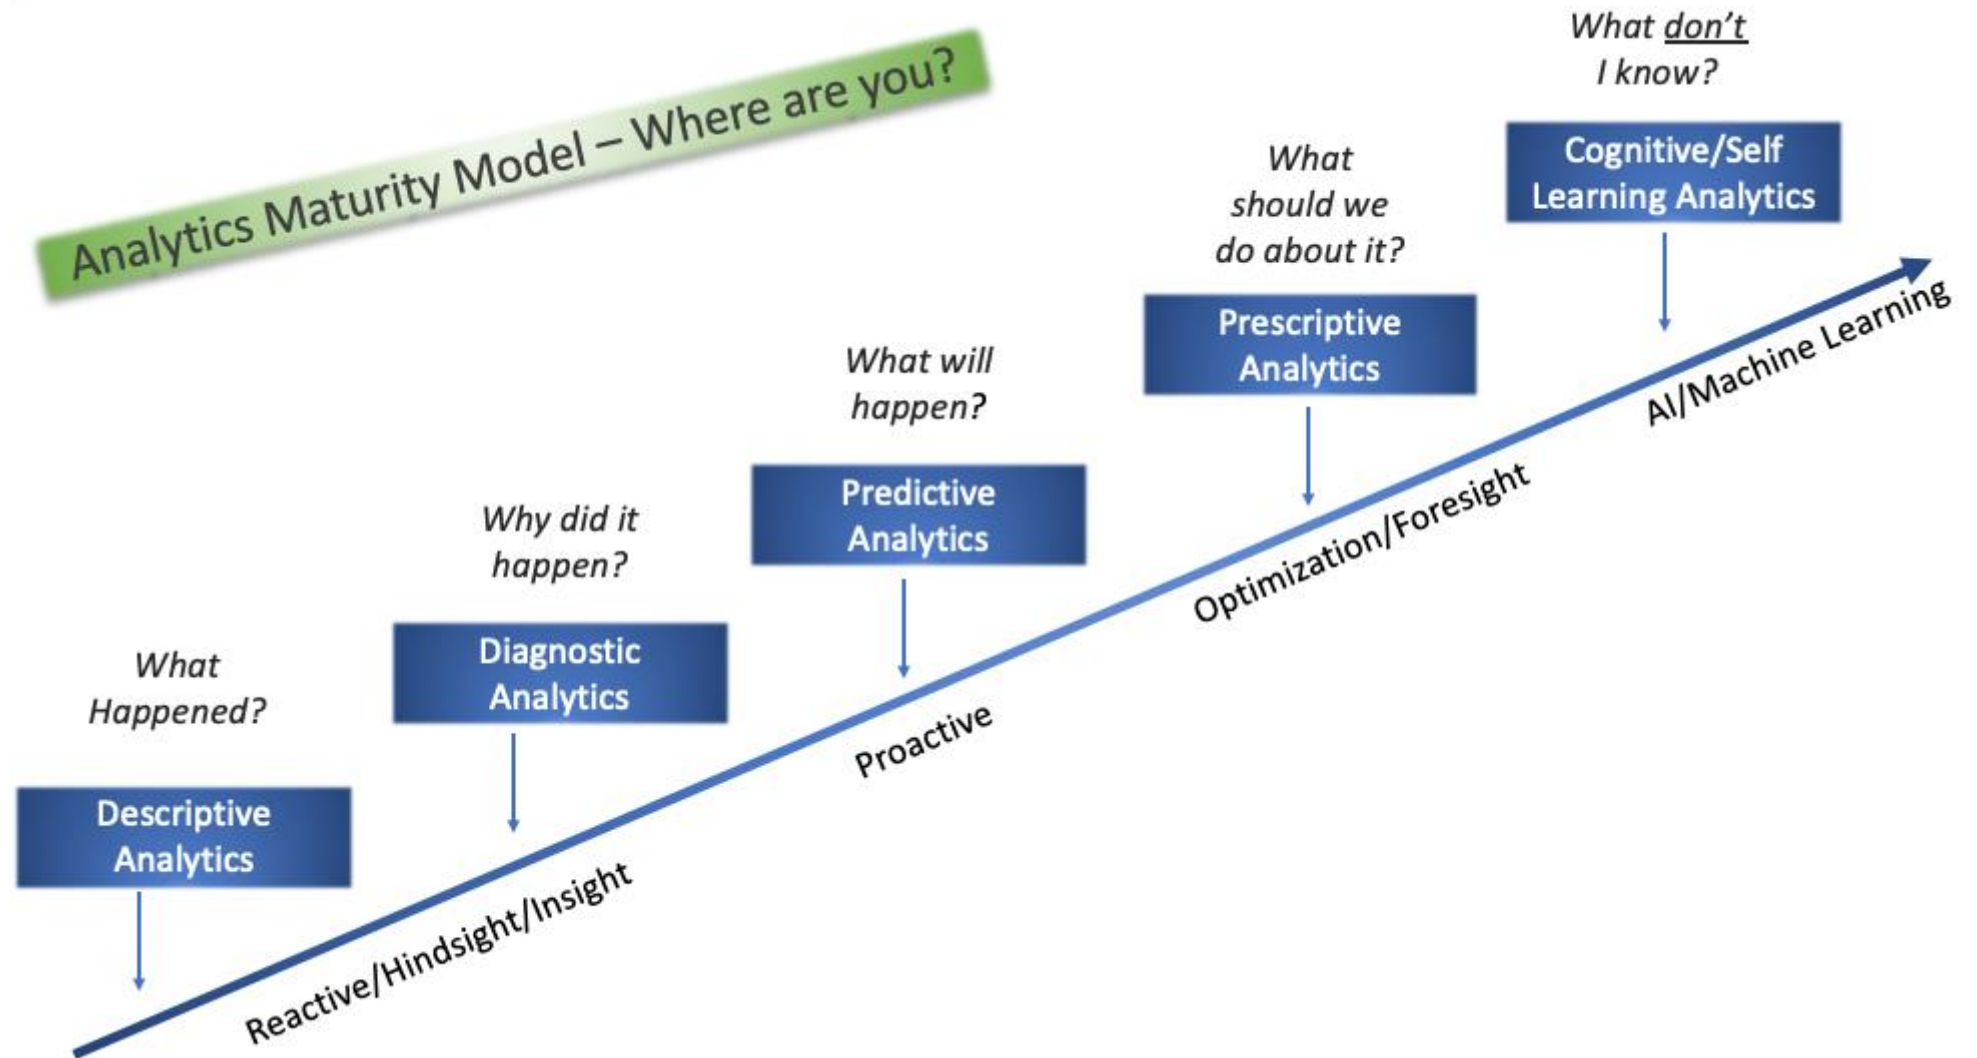 Analytics Maturity Model – Where are you?
What
Happened?
Descriptive
Analytics
Why did it
happen?
Diagnostic
Analytics
What will
happen?
Predictive
Analytics
What
should we
do about it?
Prescriptive
Analytics
What don't
I know?
Cognitive/Self
Learning Analytics
Reactive/Hindsight/Insight
Proactive
Optimization/Foresight
AI/Machine Learning